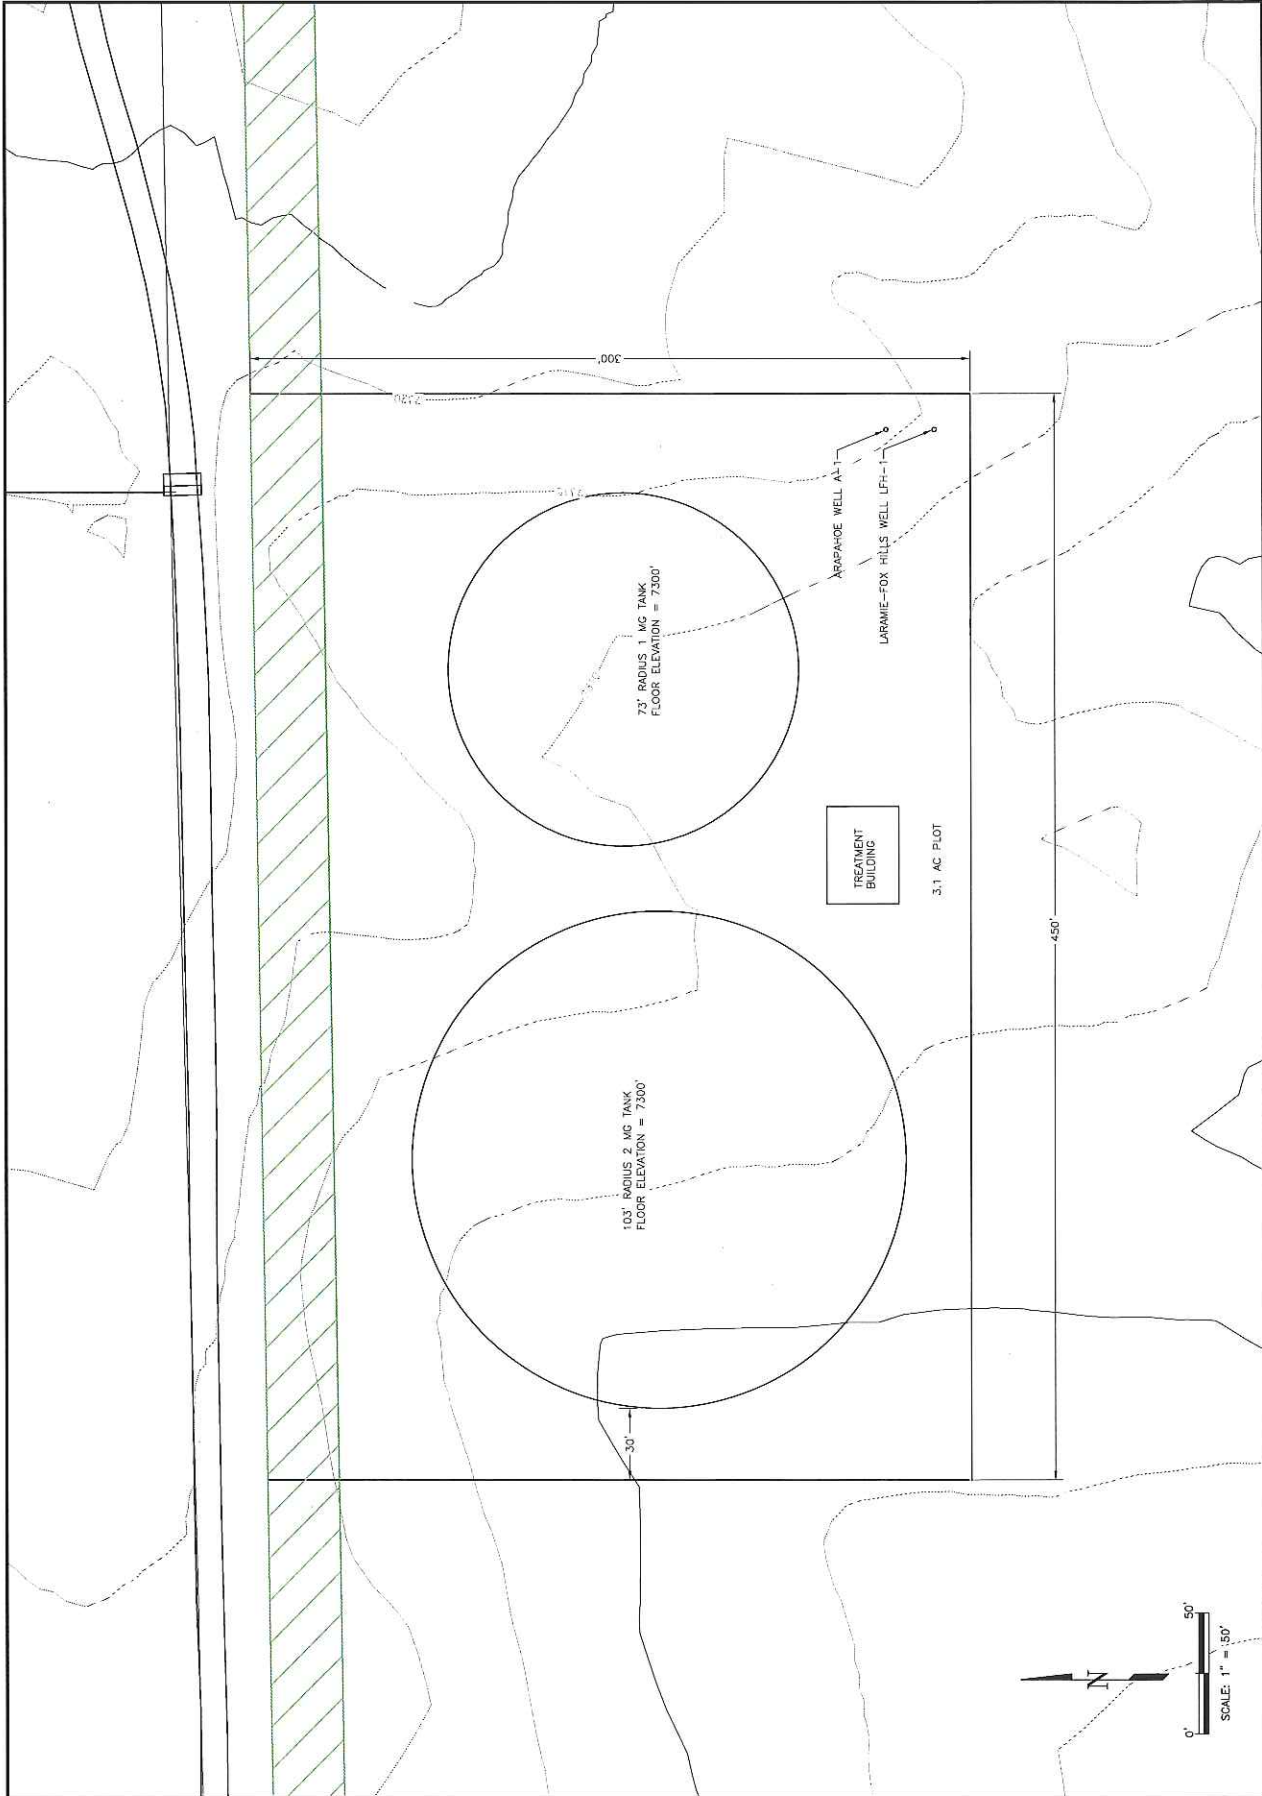 300'
7320
7315
ARAPAHOE WELL A-1
LARAMIE-FOX HILLS WELL LFH-1
73' RADIUS 1 MG TANK
FLOOR ELEVATION = 7300'
TREATMENT
BUILDING
3.1 AC PLOT
450'
103' RADIUS 2 MG TANK
FLOOR ELEVATION = 7300'
30'
N
0'
50'
SCALE: 1" = 50'